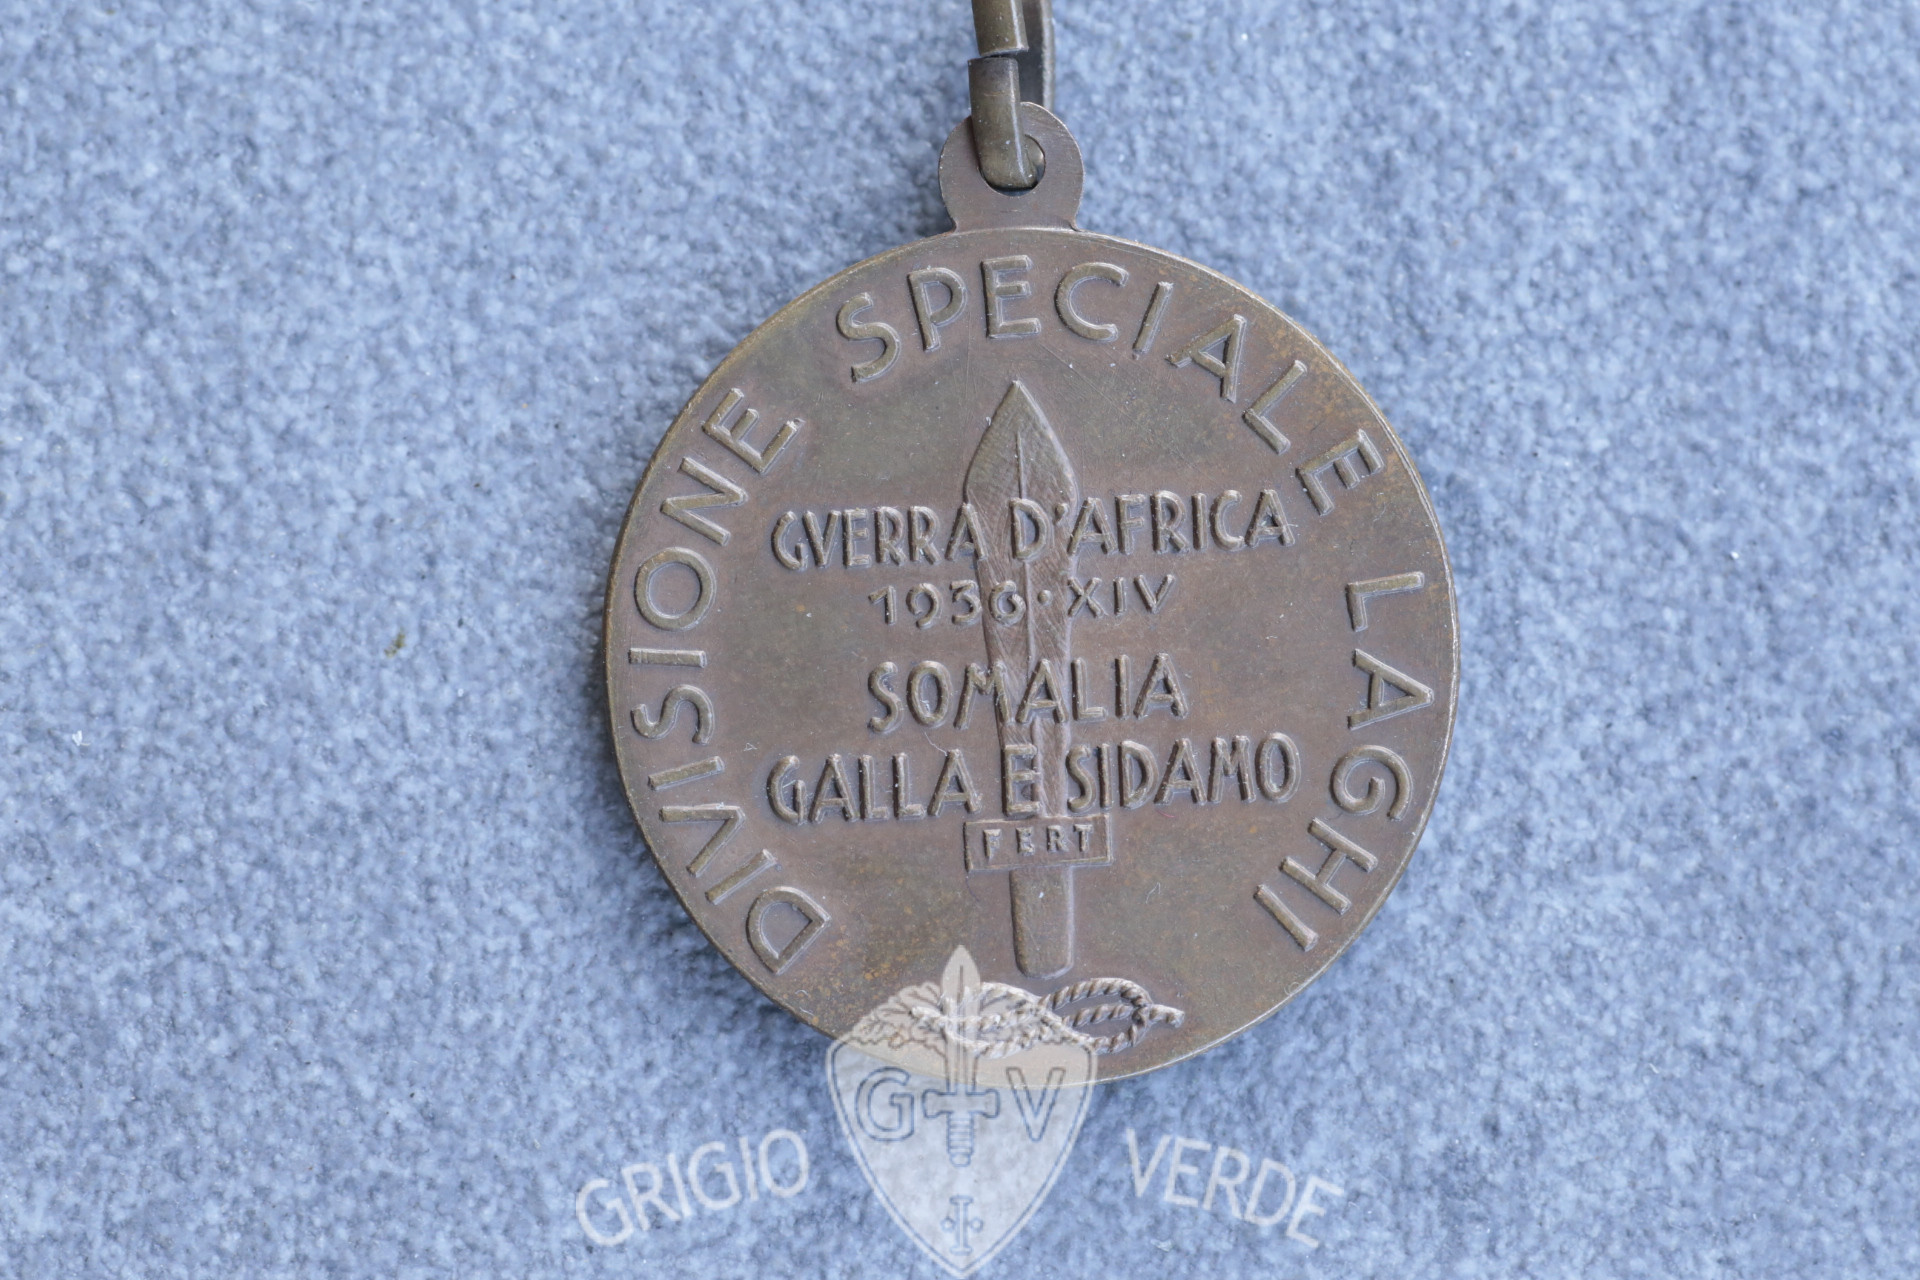 DIVISIONE SPECIALE LAGHI
GVERRA D'AFRICA
1936·XIV
SOMALIA
GALLA E SIDAMO
FERT
G V
GRIGIO VERDE